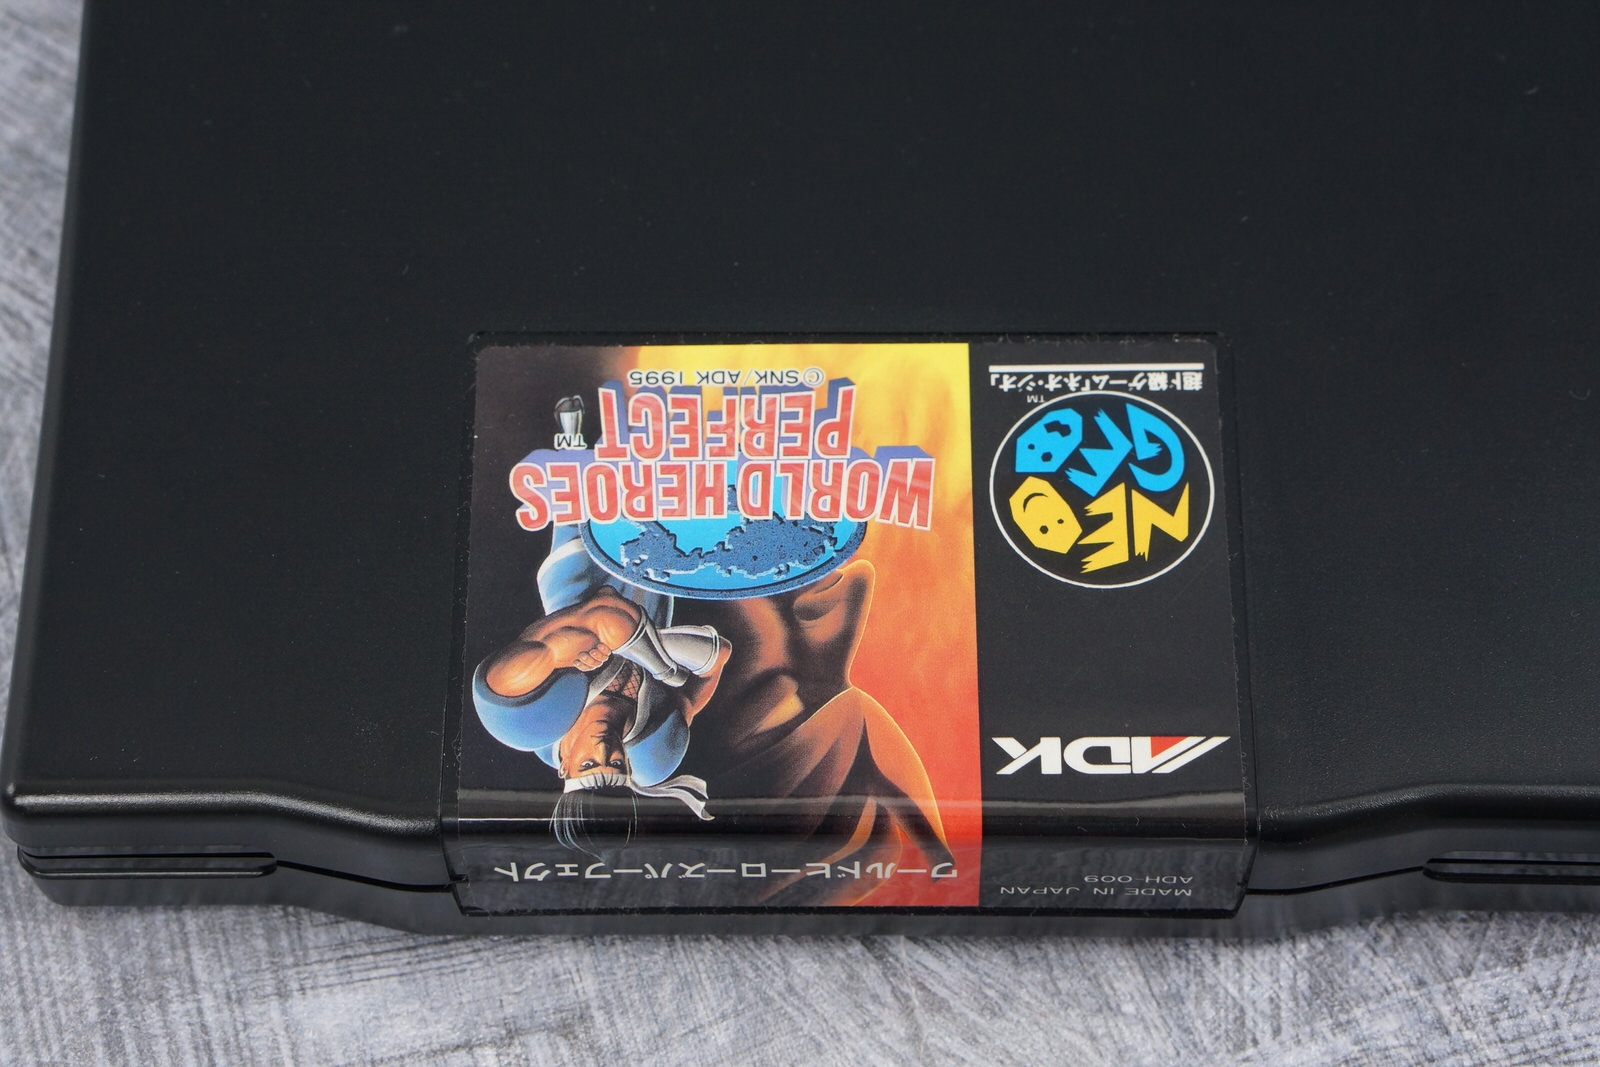 ワールドヒーローズパーフェクト
WORLD HEROES
PERFECT
TM
©SNK/ADK 1995
MADE IN JAPAN
ADH-009
ADK
NEO
GEO
TM
超ド級ゲーム「ネオ・ジオ」